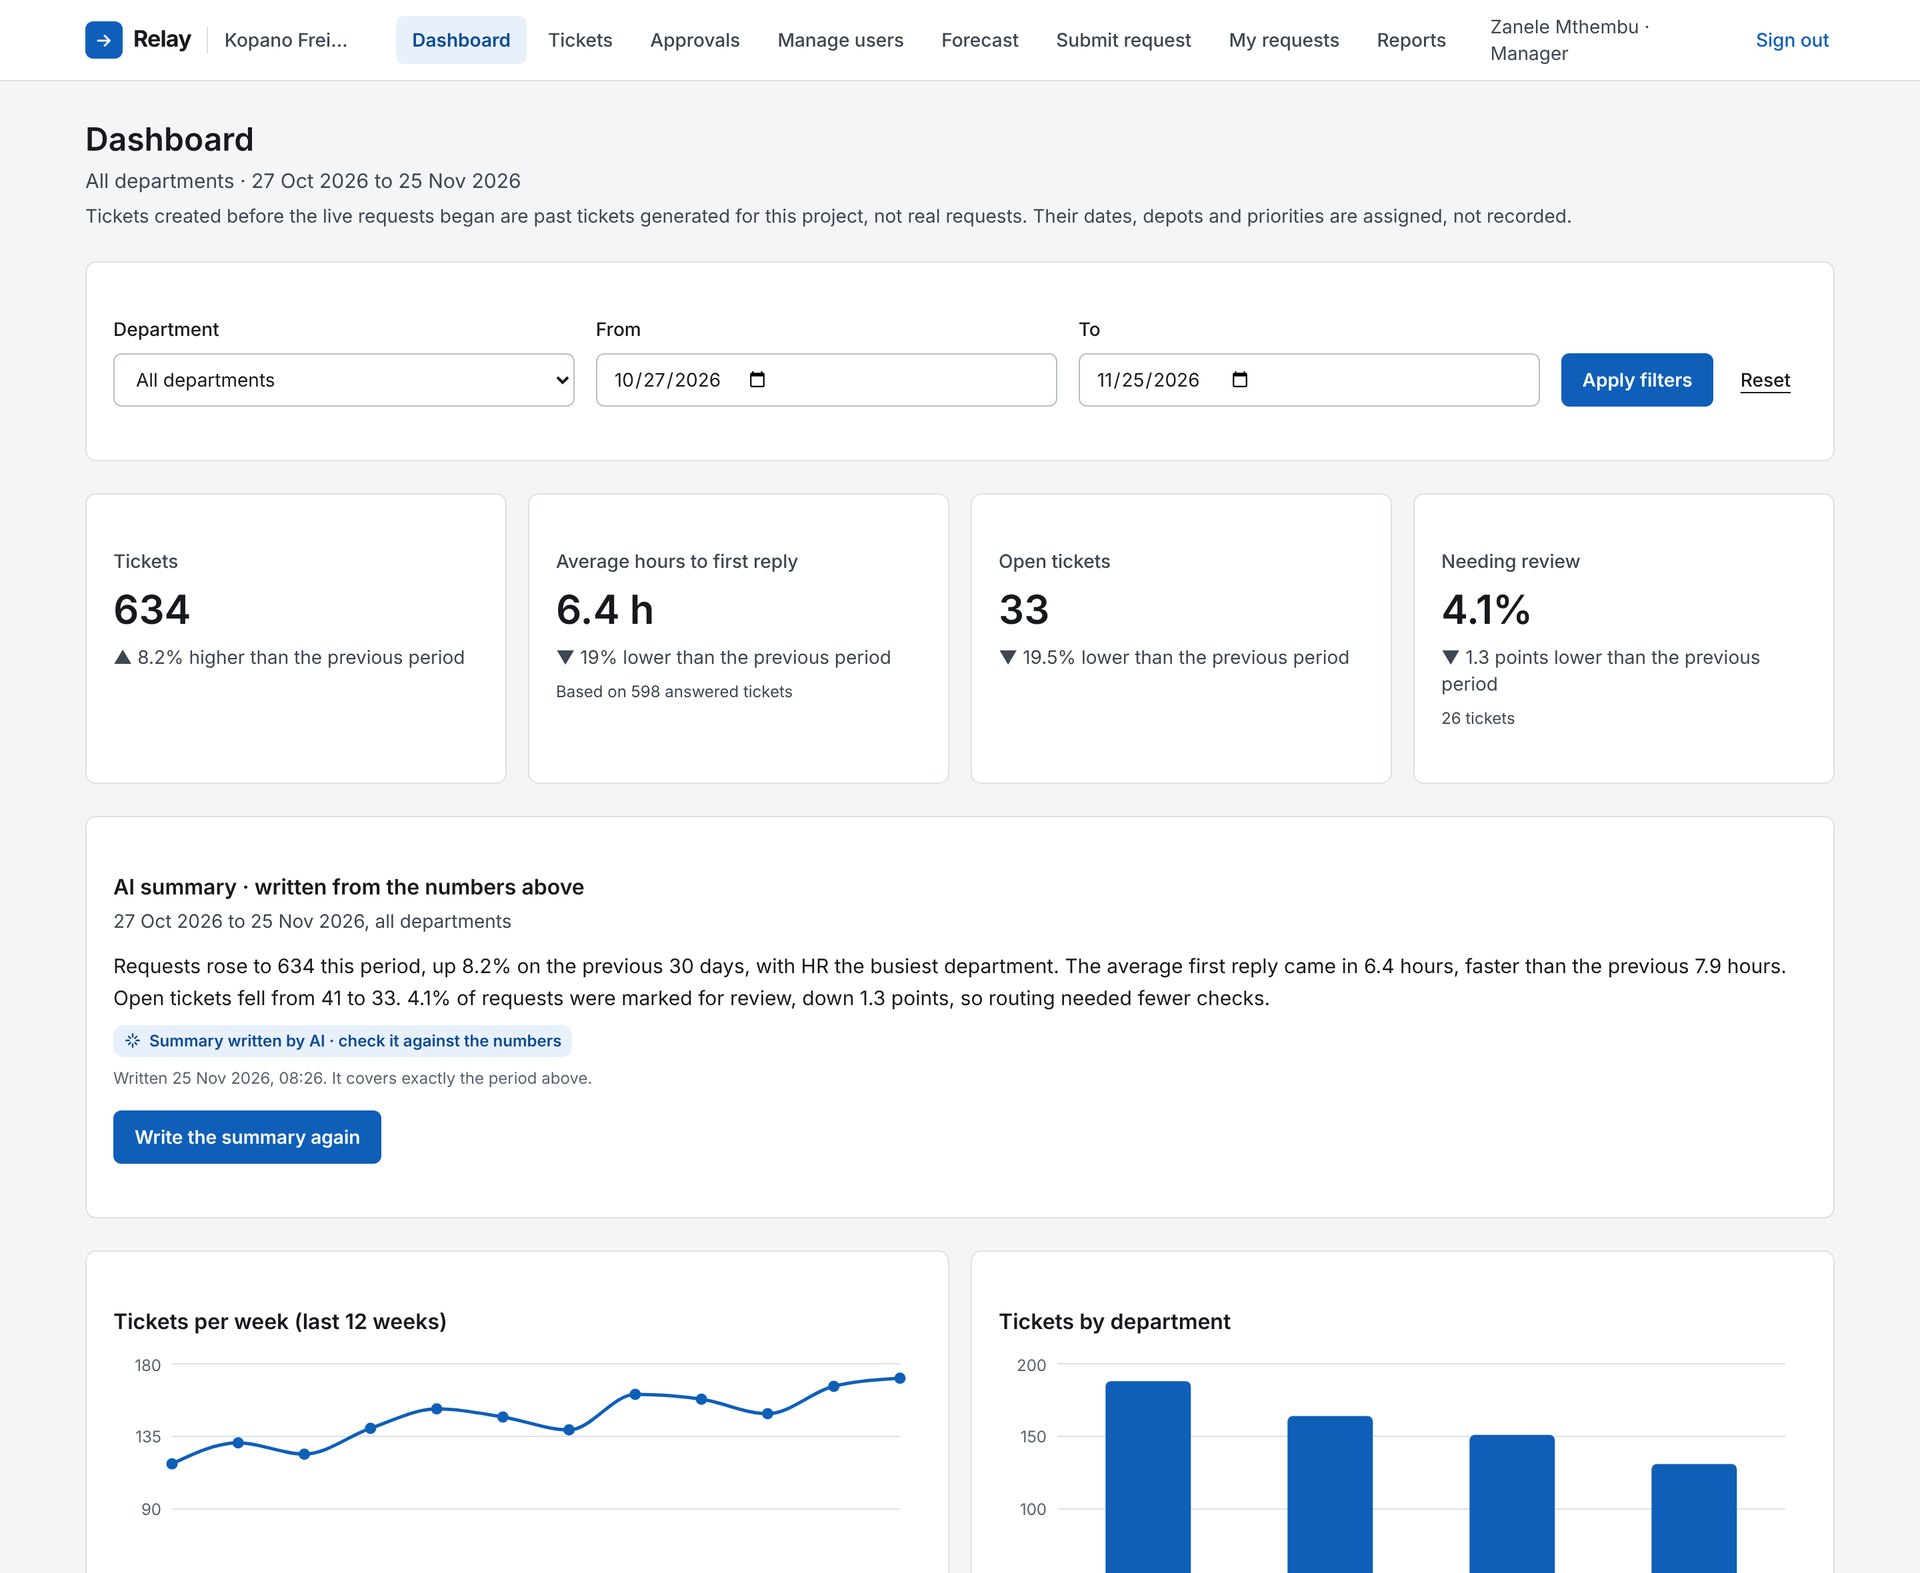 Relay
Kopano Frei...
Dashboard
Tickets
Approvals
Manage users
Forecast
Submit request
My requests
Reports
Zanele Mthembu ·
Manager
Sign out
Dashboard
All departments · 27 Oct 2026 to 25 Nov 2026
Tickets created before the live requests began are past tickets generated for this project, not real requests. Their dates, depots and priorities are assigned, not recorded.
Department
From
To
All departments
10/27/2026
11/25/2026
Apply filters
Reset
Tickets
634
▲ 8.2% higher than the previous period
Average hours to first reply
6.4 h
▼ 19% lower than the previous period
Based on 598 answered tickets
Open tickets
33
▼ 19.5% lower than the previous period
Needing review
4.1%
▼ 1.3 points lower than the previous
period
26 tickets
AI summary · written from the numbers above
27 Oct 2026 to 25 Nov 2026, all departments
Requests rose to 634 this period, up 8.2% on the previous 30 days, with HR the busiest department. The average first reply came in 6.4 hours, faster than the previous 7.9 hours.
Open tickets fell from 41 to 33. 4.1% of requests were marked for review, down 1.3 points, so routing needed fewer checks.
Summary written by AI · check it against the numbers
Written 25 Nov 2026, 08:26. It covers exactly the period above.
Write the summary again
Tickets per week (last 12 weeks)
180
135
90
Tickets by department
200
150
100